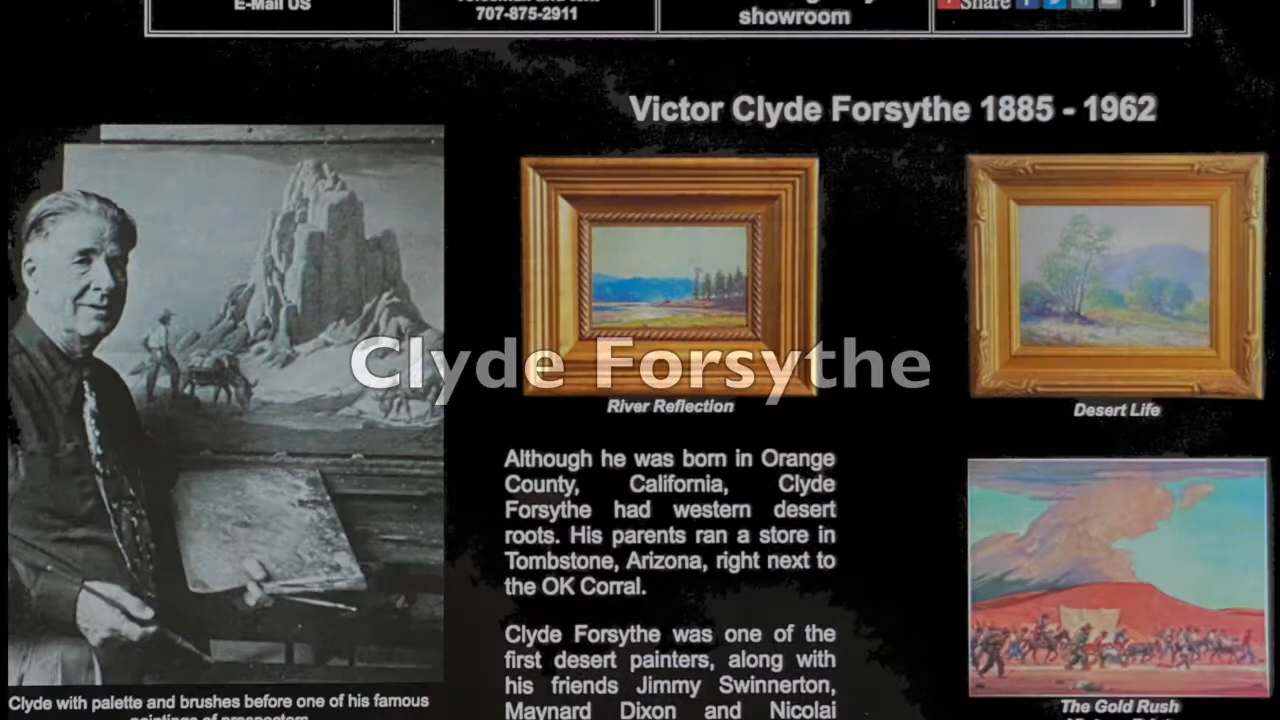 E-Mail US
707-875-2911
showroom
Share
Victor Clyde Forsythe 1885 - 1962
Clyde Forsythe
River Reflection
Desert Life
Although he was born in Orange
County, California, Clyde
Forsythe had western desert
roots. His parents ran a store in
Tombstone, Arizona, right next to
the OK Corral.
Clyde Forsythe was one of the
first desert painters, along with
his friends Jimmy Swinnerton,
Maynard Dixon and Nicolai
Clyde with palette and brushes before one of his famous
paintings of prospectors
The Gold Rush